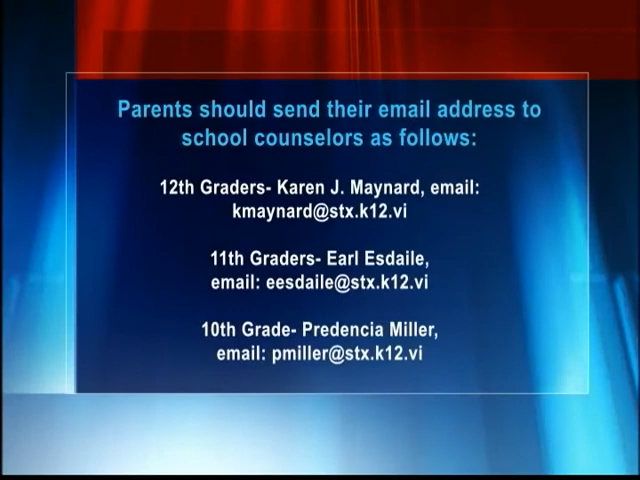 Parents should send their email address to
school counselors as follows:
12th Graders- Karen J. Maynard, email:
kmaynard@stx.k12.vi
11th Graders- Earl Esdaile,
email: eesdaile@stx.k12.vi
10th Grade- Predencia Miller,
email: pmiller@stx.k12.vi